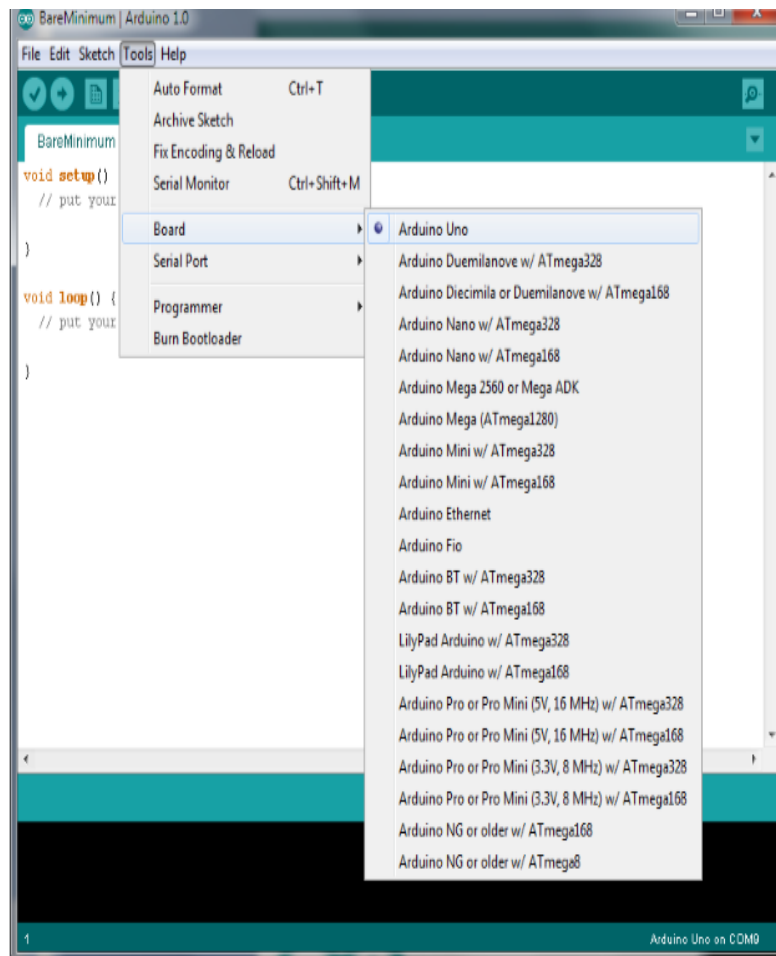 BareMinimum | Arduino 1.0
File Edit Sketch Tools Help
Auto Format Ctrl+T
Archive Sketch
Fix Encoding & Reload
Serial Monitor Ctrl+Shift+M
Board
Serial Port
Programmer
Burn Bootloader
BareMinimum
void setup()
// put your
}
void loop() {
// put your
}
Arduino Uno
Arduino Duemilanove w/ ATmega328
Arduino Diecimila or Duemilanove w/ ATmega168
Arduino Nano w/ ATmega328
Arduino Nano w/ ATmega168
Arduino Mega 2560 or Mega ADK
Arduino Mega (ATmega1280)
Arduino Mini w/ ATmega328
Arduino Mini w/ ATmega168
Arduino Ethernet
Arduino Fio
Arduino BT w/ ATmega328
Arduino BT w/ ATmega168
LilyPad Arduino w/ ATmega328
LilyPad Arduino w/ ATmega168
Arduino Pro or Pro Mini (5V, 16 MHz) w/ ATmega328
Arduino Pro or Pro Mini (5V, 16 MHz) w/ ATmega168
Arduino Pro or Pro Mini (3.3V, 8 MHz) w/ ATmega328
Arduino Pro or Pro Mini (3.3V, 8 MHz) w/ ATmega168
Arduino NG or older w/ ATmega168
Arduino NG or older w/ ATmega8
1 Arduino Uno on COM9